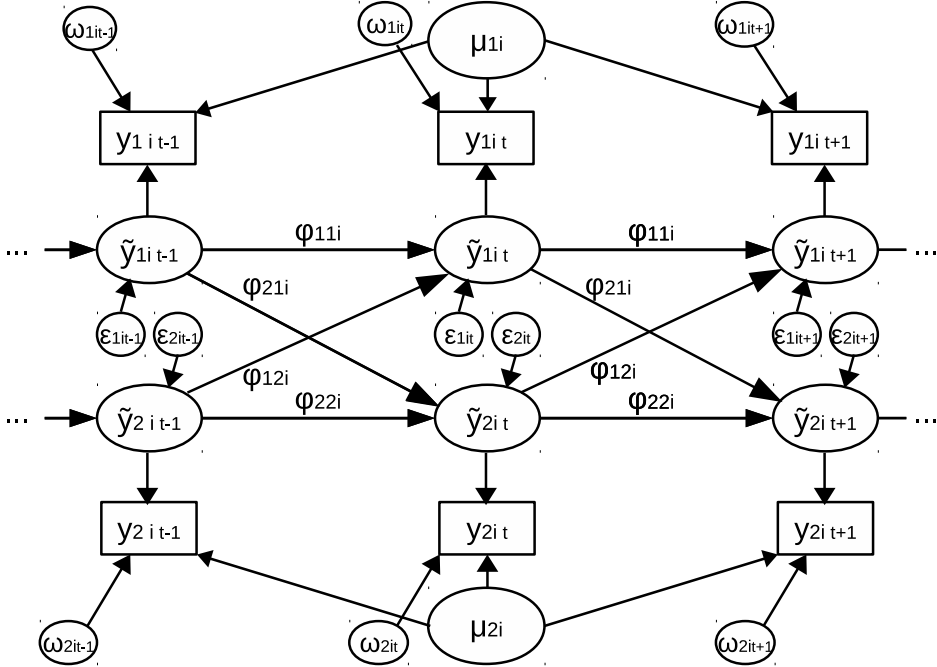 ω1it-1 ω1it μ1i ω1it+1
y1 i t-1 y1i t y1i t+1
... ỹ1i t-1 φ11i ỹ1i t φ11i ỹ1i t+1 ...
φ21i φ21i
ε1it-1 ε2it-1 ε1it ε2it ε1it+1 ε2it+1
φ12i φ12i
... ỹ2 i t-1 φ22i ỹ2i t φ22i ỹ2i t+1 ...
y2 i t-1 y2i t y2i t+1
ω2it-1 ω2it μ2i ω2it+1